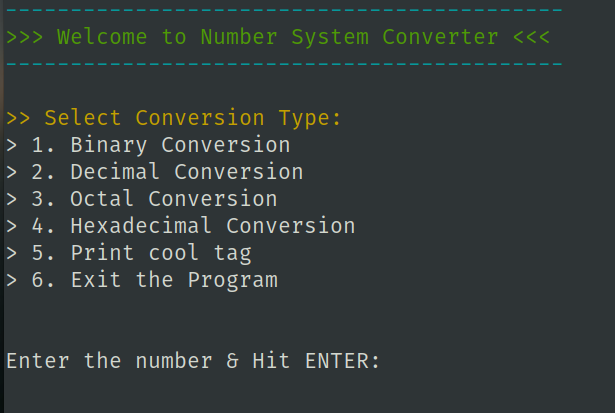 -------------------------------------------
>>> Welcome to Number System Converter <<<
-------------------------------------------
>> Select Conversion Type:
> 1. Binary Conversion
> 2. Decimal Conversion
> 3. Octal Conversion
> 4. Hexadecimal Conversion
> 5. Print cool tag
> 6. Exit the Program
Enter the number & Hit ENTER: